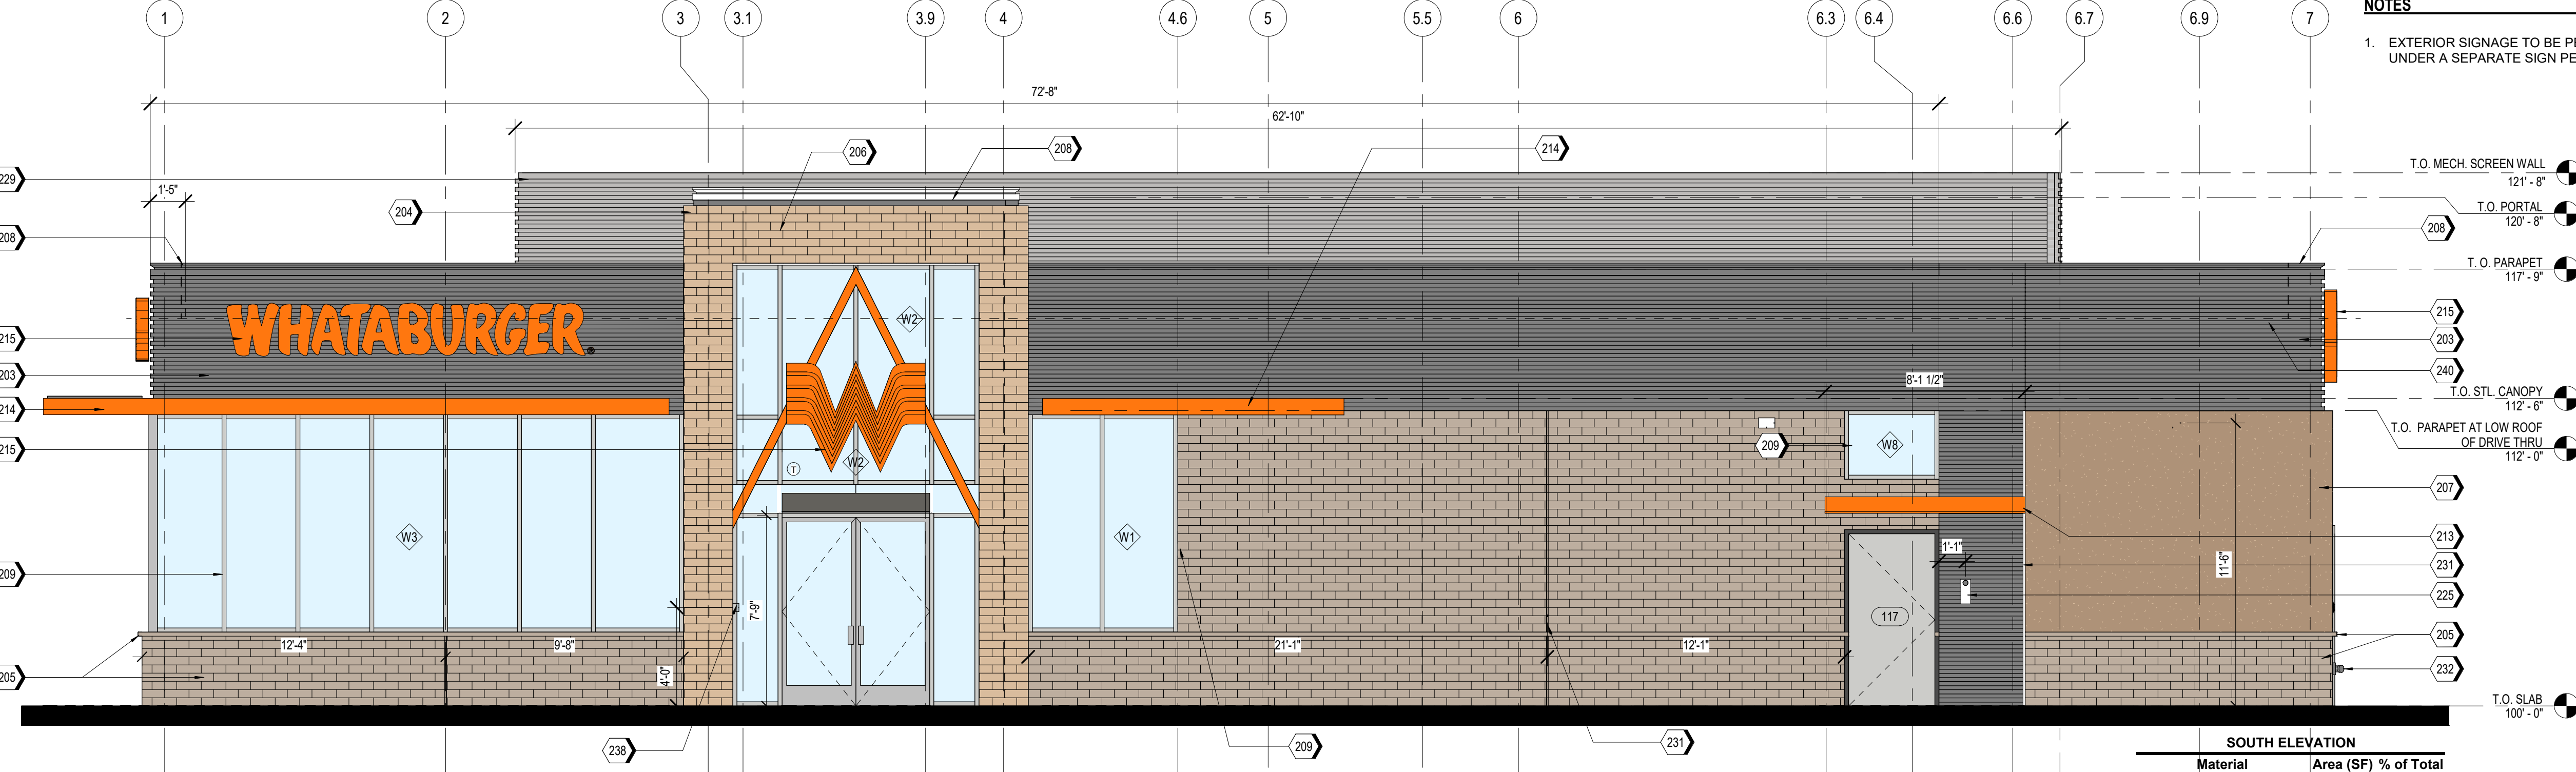 1 2 3 3.1 3.9 4 4.6 5 5.5 6 6.3 6.4 6.6 6.7 6.9 7
NOTES
1. EXTERIOR SIGNAGE TO BE
UNDER A SEPARATE SIGN
72'-8"
62'-10"
206 208 214
229
1'-5"
204
208
T.O. MECH. SCREEN WALL
121' - 8"
T.O. PORTAL
120' - 8"
208
T. O. PARAPET
117' - 9"
WHATABURGER®
W2
215
203
214
215
215
203
240
8'-1 1/2"
T.O. STL. CANOPY
112' - 6"
T.O. PARAPET AT LOW ROOF
OF DRIVE THRU
112' - 0"
209
W8
W2
T
207
W3
W1
213
1'-1"
231
11'-6"
209
225
7'-9"
117
205
12'-4"
9'-8"
4'-0"
21'-1"
12'-1"
205
232
T.O. SLAB
100' - 0"
238
209
231
SOUTH ELEVATION
Material Area (SF) % of Total